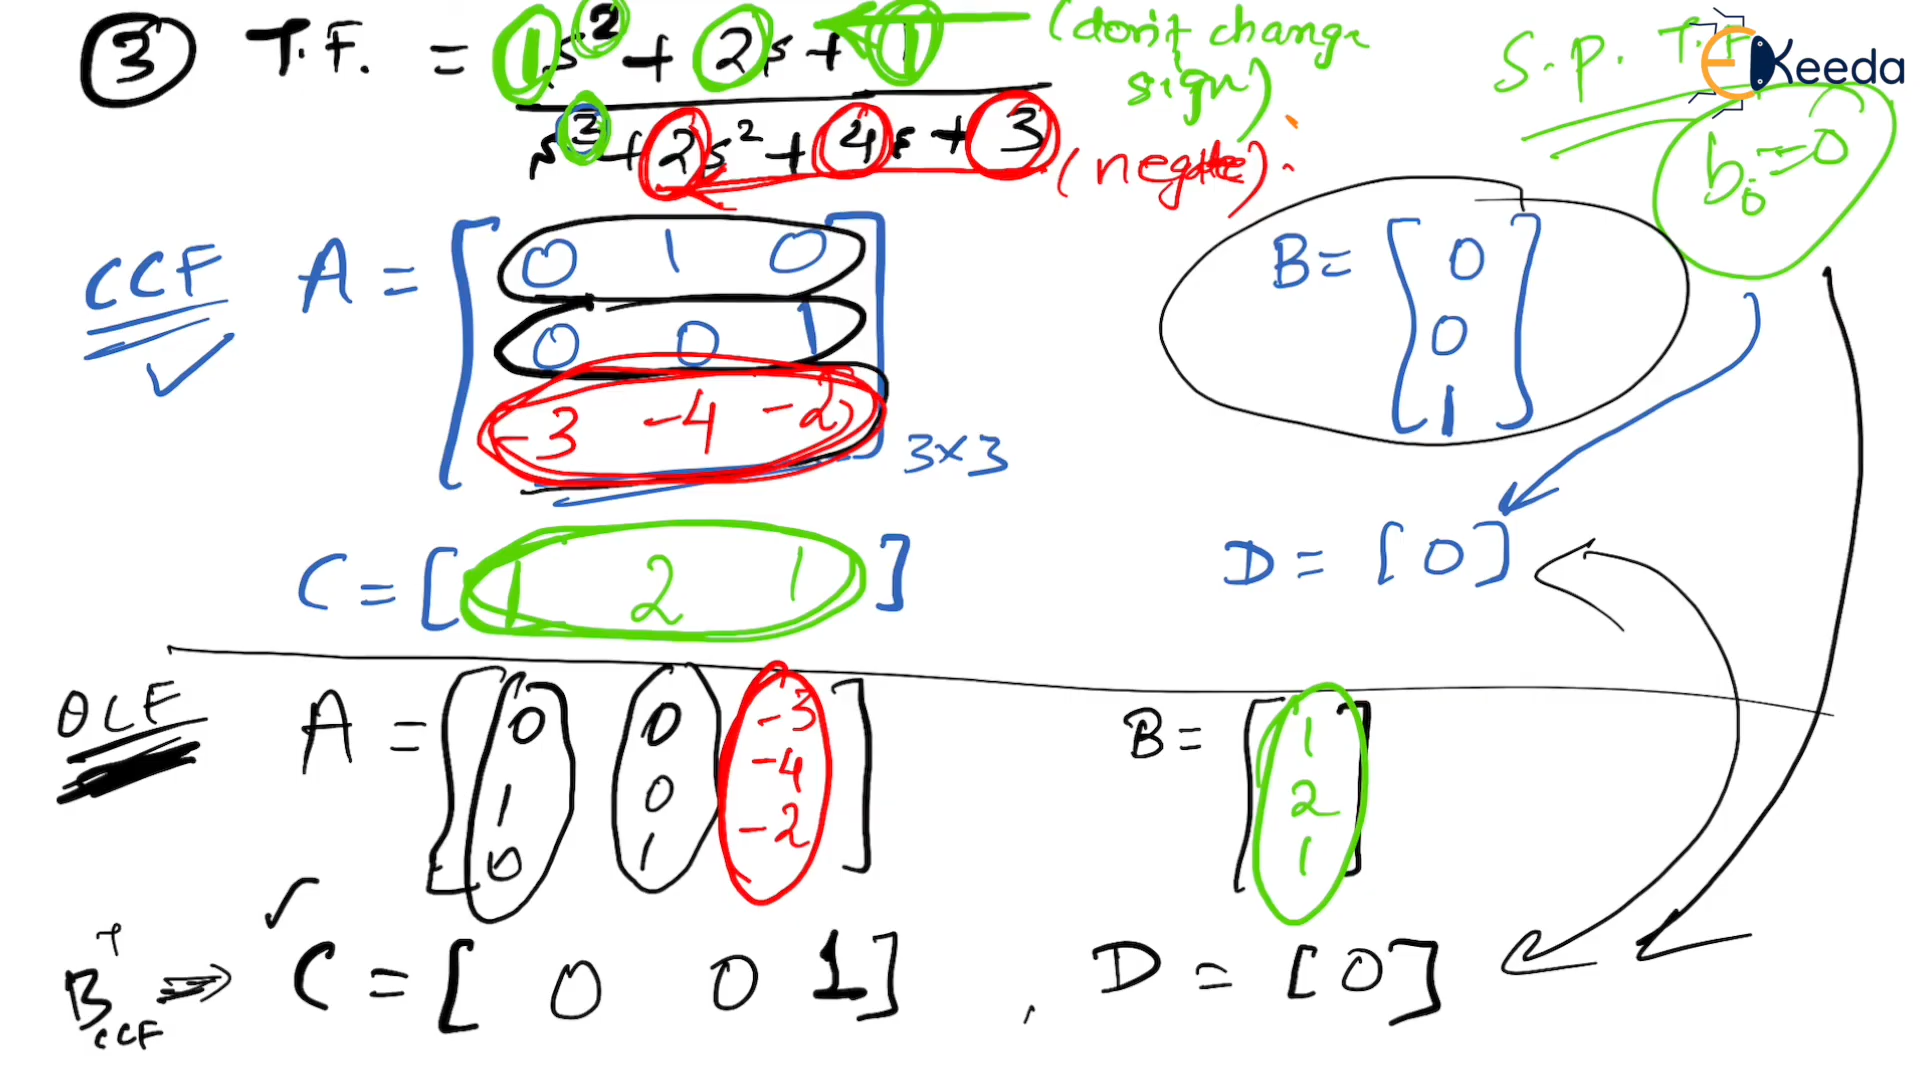 ③ T.F. = 1s² + 2s + 1 (don't change sign)
s³ + 2s² + 4s + 3 (negate)
S.P. T.F
Keeda
b₀ = 0
CCF A = [ 0 1 0
0 0 1
-3 -4 -2 ] 3×3
B = [ 0
0
1 ]
C = [ 1 2 1 ]
D = [0]
OCF A = [ 0 0 -3
1 0 -4
0 1 -2 ]
B = [ 1
2
1 ]
B^T CCF ⇒ C = [ 0 0 1 ] , D = [0]